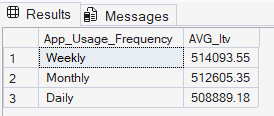 Results Messages
App_Usage_Frequency AVG_ltv
1 Weekly 514093.55
2 Monthly 512605.35
3 Daily 508889.18